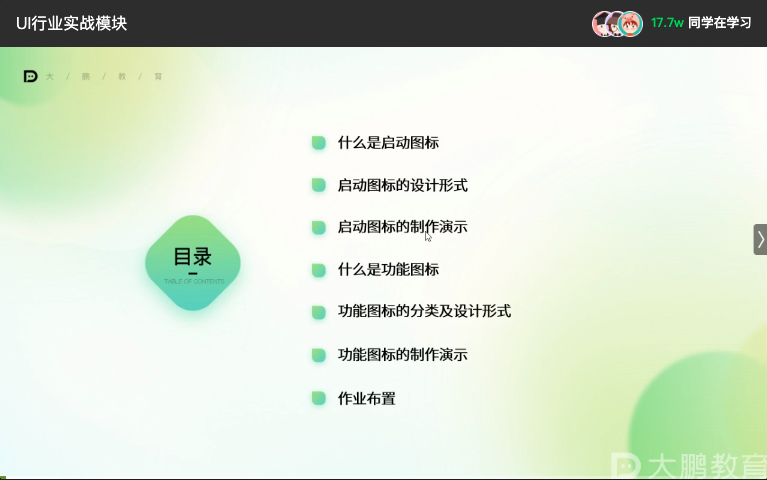 UI行业实战模块
17.7w 同学在学习
大 / 鹏 / 教 / 育
什么是启动图标
启动图标的设计形式
启动图标的制作演示
目录
TABLE OF CONTENTS
什么是功能图标
功能图标的分类及设计形式
功能图标的制作演示
作业布置
大鹏教育